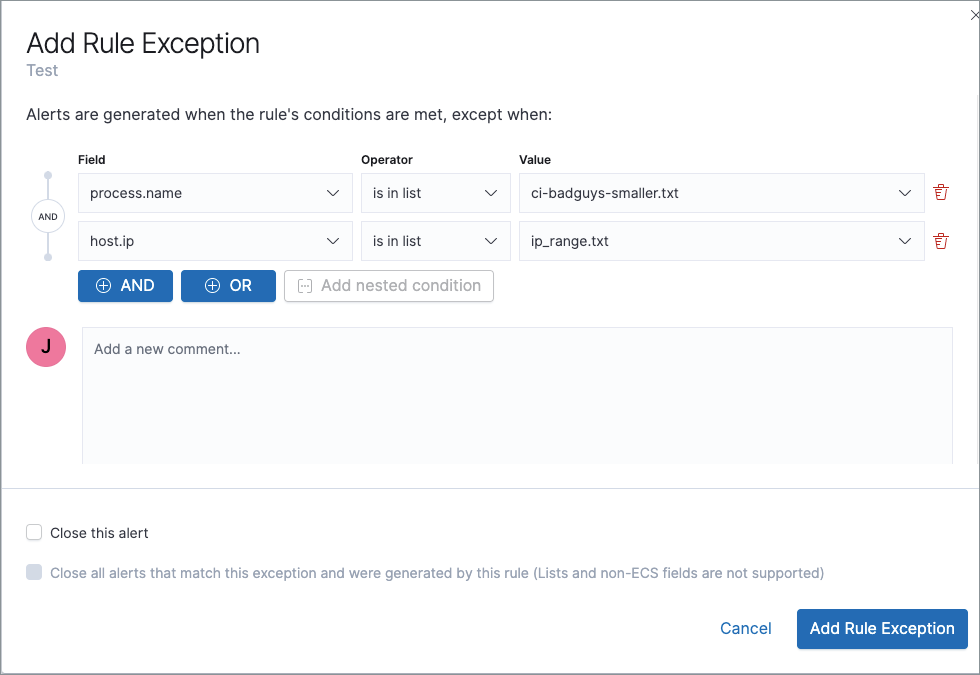 Add Rule Exception
Test
Alerts are generated when the rule's conditions are met, except when:
Field Operator Value
process.name is in list ci-badguys-smaller.txt
AND
host.ip is in list ip_range.txt
AND OR Add nested condition
J Add a new comment...
Close this alert
Close all alerts that match this exception and were generated by this rule (Lists and non-ECS fields are not supported)
Cancel Add Rule Exception